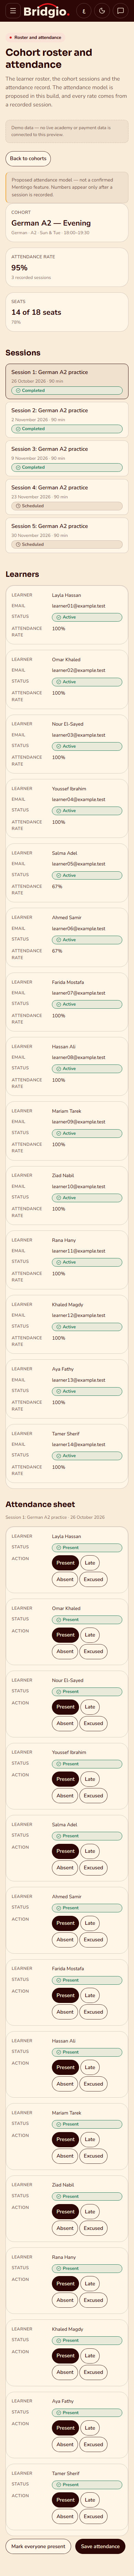 Bridgio
ع
Roster and attendance
Cohort roster and
attendance
The learner roster, the cohort sessions and the
attendance record. The attendance model is
proposed in this build, and every rate comes from
a recorded session.
Demo data — no live academy or payment data is
connected to this preview.
Back to cohorts
Proposed attendance model — not a confirmed
Mentingo feature. Numbers appear only after a
session is recorded.
COHORT
German A2 — Evening
German · A2 · Sun & Tue · 18:00–19:30
ATTENDANCE RATE
95%
3 recorded sessions
SEATS
14 of 18 seats
78%
Sessions
Session 1: German A2 practice
26 October 2026 · 90 min
Completed
Session 2: German A2 practice
2 November 2026 · 90 min
Completed
Session 3: German A2 practice
9 November 2026 · 90 min
Completed
Session 4: German A2 practice
23 November 2026 · 90 min
Scheduled
Session 5: German A2 practice
30 November 2026 · 90 min
Scheduled
Learners
LEARNER Layla Hassan
EMAIL learner01@example.test
STATUS Active
ATTENDANCE RATE 100%
LEARNER Omar Khaled
EMAIL learner02@example.test
STATUS Active
ATTENDANCE RATE 100%
LEARNER Nour El-Sayed
EMAIL learner03@example.test
STATUS Active
ATTENDANCE RATE 100%
LEARNER Youssef Ibrahim
EMAIL learner04@example.test
STATUS Active
ATTENDANCE RATE 100%
LEARNER Salma Adel
EMAIL learner05@example.test
STATUS Active
ATTENDANCE RATE 67%
LEARNER Ahmed Samir
EMAIL learner06@example.test
STATUS Active
ATTENDANCE RATE 67%
LEARNER Farida Mostafa
EMAIL learner07@example.test
STATUS Active
ATTENDANCE RATE 100%
LEARNER Hassan Ali
EMAIL learner08@example.test
STATUS Active
ATTENDANCE RATE 100%
LEARNER Mariam Tarek
EMAIL learner09@example.test
STATUS Active
ATTENDANCE RATE 100%
LEARNER Ziad Nabil
EMAIL learner10@example.test
STATUS Active
ATTENDANCE RATE 100%
LEARNER Rana Hany
EMAIL learner11@example.test
STATUS Active
ATTENDANCE RATE 100%
LEARNER Khaled Magdy
EMAIL learner12@example.test
STATUS Active
ATTENDANCE RATE 100%
LEARNER Aya Fathy
EMAIL learner13@example.test
STATUS Active
ATTENDANCE RATE 100%
LEARNER Tamer Sherif
EMAIL learner14@example.test
STATUS Active
ATTENDANCE RATE 100%
Attendance sheet
Session 1: German A2 practice · 26 October 2026
LEARNER Layla Hassan
STATUS Present
ACTION Present Late
Absent Excused
LEARNER Omar Khaled
STATUS Present
ACTION Present Late
Absent Excused
LEARNER Nour El-Sayed
STATUS Present
ACTION Present Late
Absent Excused
LEARNER Youssef Ibrahim
STATUS Present
ACTION Present Late
Absent Excused
LEARNER Salma Adel
STATUS Present
ACTION Present Late
Absent Excused
LEARNER Ahmed Samir
STATUS Present
ACTION Present Late
Absent Excused
LEARNER Farida Mostafa
STATUS Present
ACTION Present Late
Absent Excused
LEARNER Hassan Ali
STATUS Present
ACTION Present Late
Absent Excused
LEARNER Mariam Tarek
STATUS Present
ACTION Present Late
Absent Excused
LEARNER Ziad Nabil
STATUS Present
ACTION Present Late
Absent Excused
LEARNER Rana Hany
STATUS Present
ACTION Present Late
Absent Excused
LEARNER Khaled Magdy
STATUS Present
ACTION Present Late
Absent Excused
LEARNER Aya Fathy
STATUS Present
ACTION Present Late
Absent Excused
LEARNER Tamer Sherif
STATUS Present
ACTION Present Late
Absent Excused
Mark everyone present Save attendance